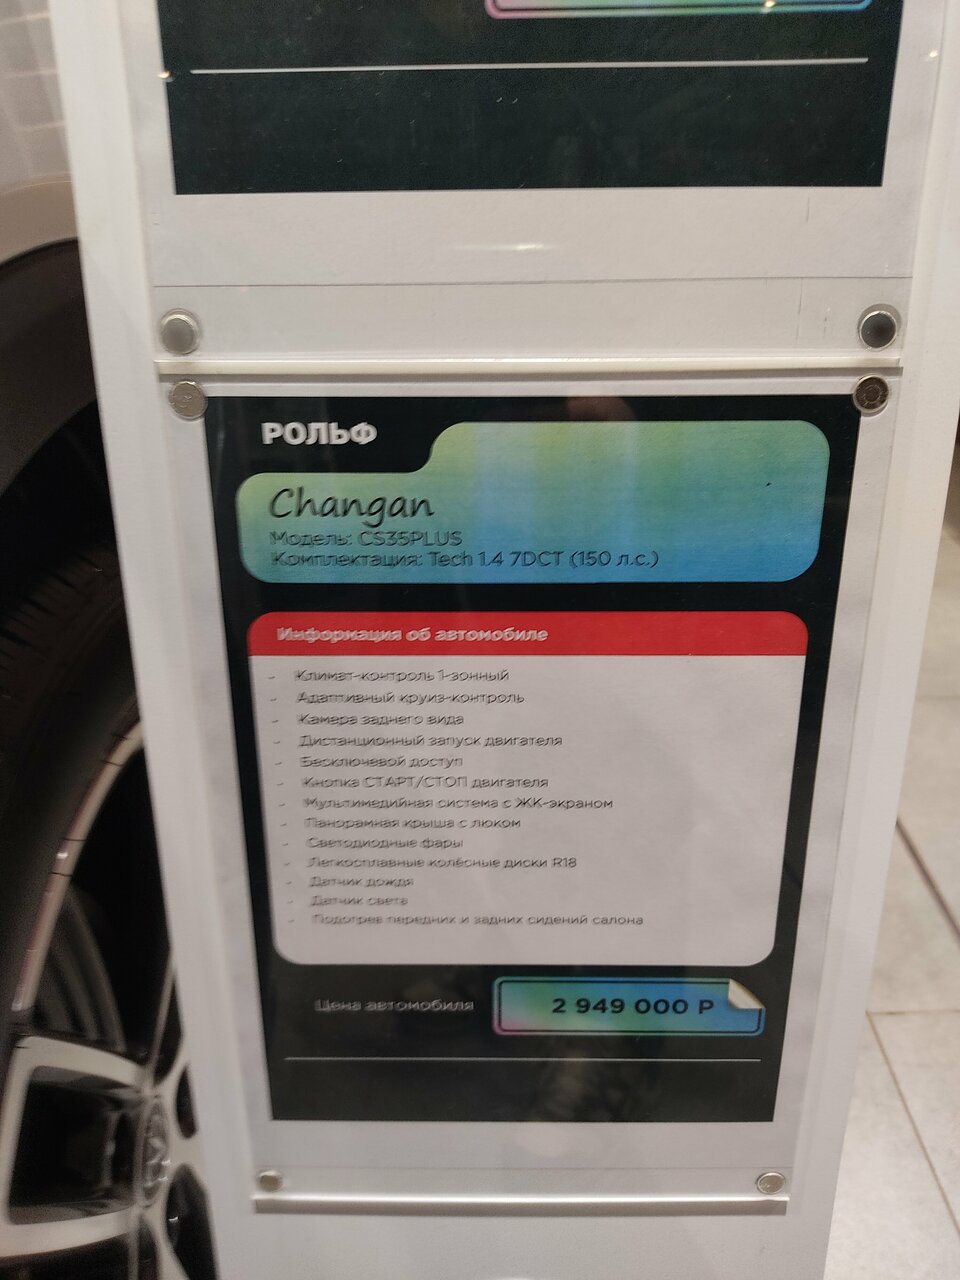 РОЛЬФ
Changan
Модель: CS35PLUS
Комплектация: Tech 1.4 7DCT (150 л.с.)
Информация об автомобиле
- Климат-контроль 1-зонный
- Адаптивный круиз-контроль
- Камера заднего вида
- Дистанционный запуск двигателя
- Бесключевой доступ
- Кнопка СТАРТ/СТОП двигателя
- Мультимедийная система с ЖК-экраном
- Панорамная крыша с люком
- Светодиодные фары
- Легкосплавные колёсные диски R18
- Датчик дождя
- Датчик света
- Подогрев передних и задних сидений салона
Цена автомобиля 2 949 000 Р